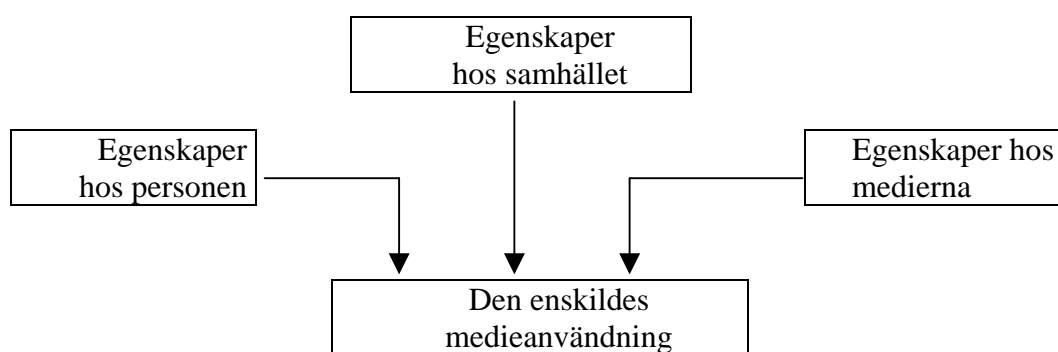 Egenskaper
hos samhället
Egenskaper
hos personen
Egenskaper hos
medierna
Den enskildes
medieanvändning